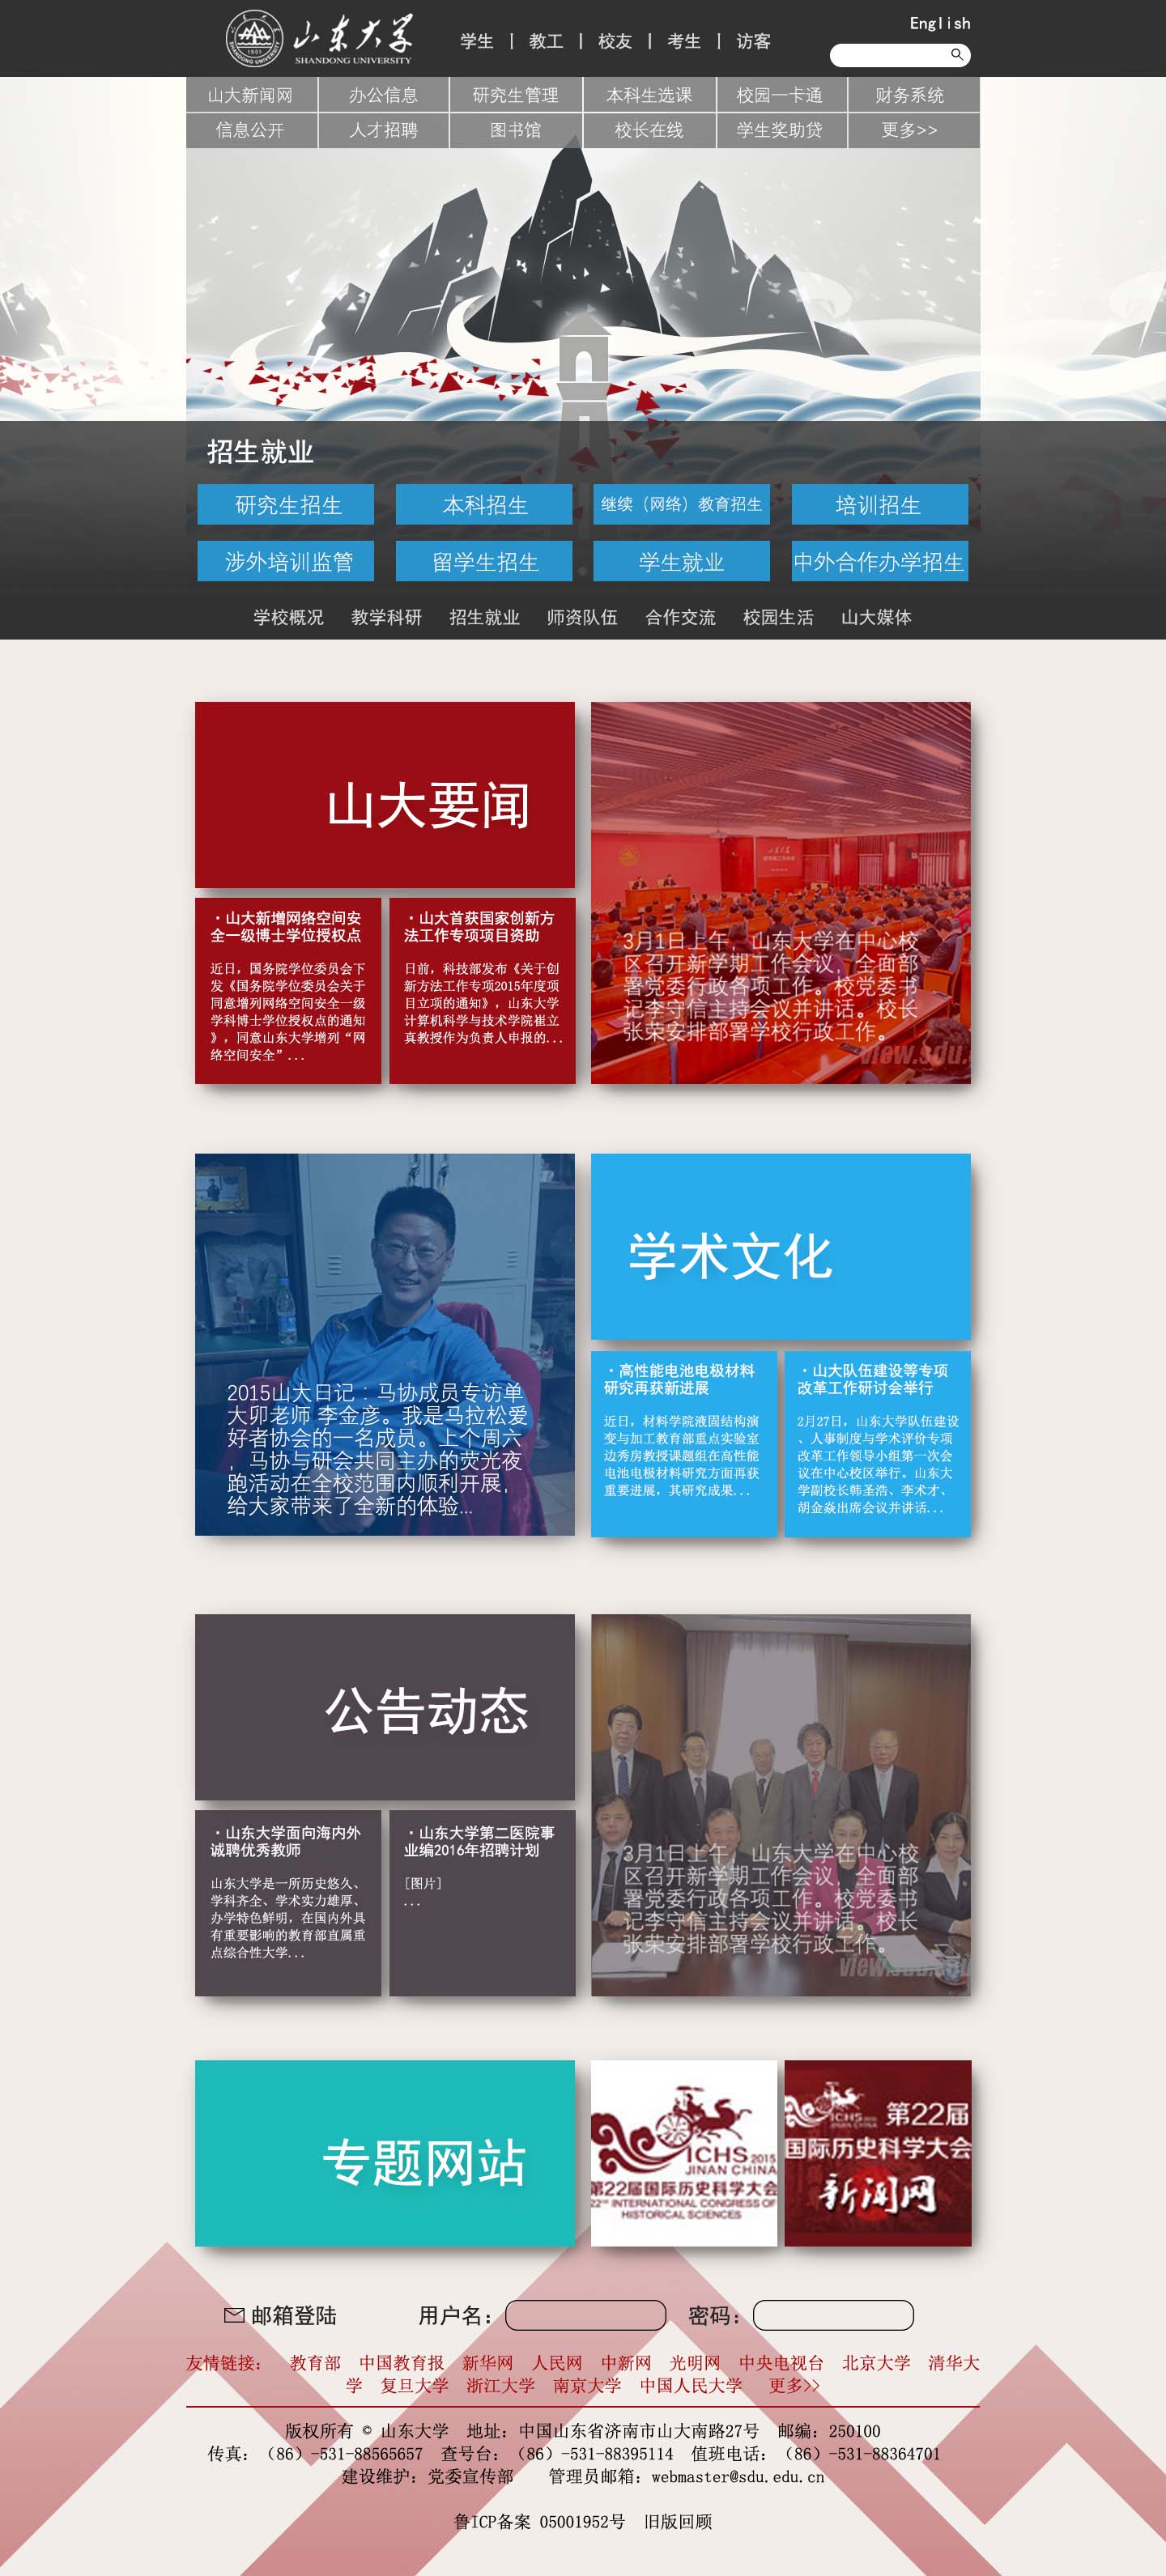 山东大学
SHANDONG UNIVERSITY
学生 | 教工 | 校友 | 考生 | 访客
English
山大新闻网 办公信息 研究生管理 本科生选课 校园一卡通 财务系统
信息公开 人才招聘 图书馆 校长在线 学生奖助贷 更多>>
招生就业
研究生招生 本科招生 继续（网络）教育招生 培训招生
涉外培训监管 留学生招生 学生就业 中外合作办学招生
学校概况 教学科研 招生就业 师资队伍 合作交流 校园生活 山大媒体
山大要闻
·山大新增网络空间安
全一级博士学位授权点
近日，国务院学位委员会下
发《国务院学位委员会关于
同意增列网络空间安全一级
学科博士学位授权点的通知
》，同意山东大学增列“网
络空间安全”...
·山大首获国家创新方
法工作专项项目资助
日前，科技部发布《关于创
新方法工作专项2015年度项
目立项的通知》，山东大学
计算机科学与技术学院崔立
真教授作为负责人申报的...
3月1日上午，山东大学在中心校
区召开新学期工作会议，全面部
署党委行政各项工作。校党委书
记李守信主持会议并讲话。校长
张荣安排部署学校行政工作。
view.sdu.
2015山大日记：马协成员专访单
大卯老师 李金彦。我是马拉松爱
好者协会的一名成员。上个周六
，马协与研会共同主办的荧光夜
跑活动在全校范围内顺利开展，
给大家带来了全新的体验...
学术文化
·高性能电池电极材料
研究再获新进展
近日，材料学院液固结构演
变与加工教育部重点实验室
边秀房教授课题组在高性能
电池电极材料研究方面再获
重要进展，其研究成果...
·山大队伍建设等专项
改革工作研讨会举行
2月27日，山东大学队伍建设
、人事制度与学术评价专项
改革工作领导小组第一次会
议在中心校区举行。山东大
学副校长韩圣浩、李术才、
胡金焱出席会议并讲话...
公告动态
·山东大学面向海内外
诚聘优秀教师
山东大学是一所历史悠久、
学科齐全、学术实力雄厚、
办学特色鲜明，在国内外具
有重要影响的教育部直属重
点综合性大学...
·山东大学第二医院事
业编2016年招聘计划
[图片]
...
3月1日上午，山东大学在中心校
区召开新学期工作会议，全面部
署党委行政各项工作。校党委书
记李守信主持会议并讲话。校长
张荣安排部署学校行政工作。
view.sdu.edu
专题网站
ICHS 2015
JINAN CHINA
第22届国际历史科学大会
22ND INTERNATIONAL CONGRESS OF
HISTORICAL SCIENCES
ICHS
第22届
国际历史科学大会
新闻网
邮箱登陆 用户名： 密码：
友情链接： 教育部 中国教育报 新华网 人民网 中新网 光明网 中央电视台 北京大学 清华大
学 复旦大学 浙江大学 南京大学 中国人民大学 更多>>
版权所有 © 山东大学 地址：中国山东省济南市山大南路27号 邮编：250100
传真：（86）-531-88565657 查号台：（86）-531-88395114 值班电话：（86）-531-88364701
建设维护：党委宣传部 管理员邮箱：webmaster@sdu.edu.cn
鲁ICP备案 05001952号 旧版回顾